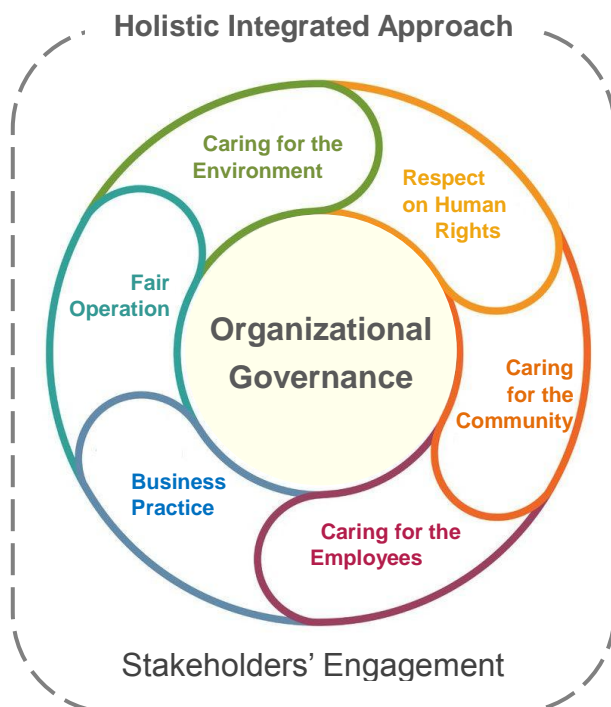 Holistic Integrated Approach
Caring for the
Environment
Respect
on Human
Rights
Fair
Operation
Organizational
Governance
Caring
for the
Community
Business
Practice
Caring for the
Employees
Stakeholders’ Engagement